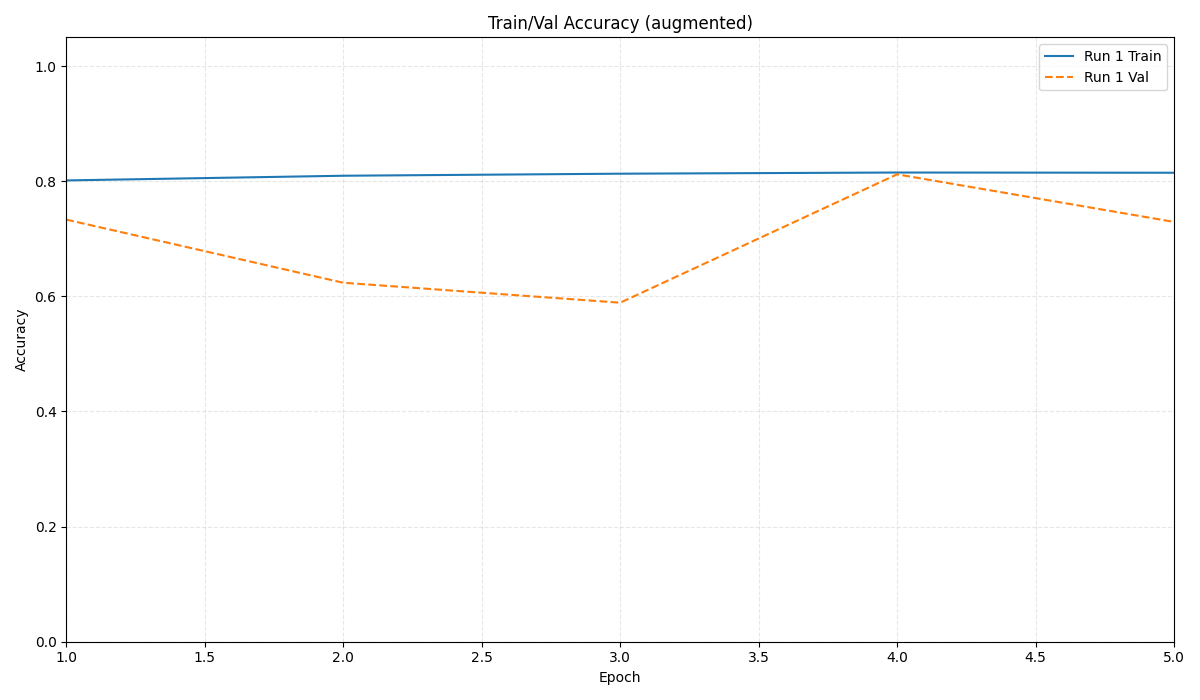 Train/Val Accuracy (augmented)
Run 1 Train
Run 1 Val
Accuracy
1.0
0.8
0.6
0.4
0.2
0.0
1.0 1.5 2.0 2.5 3.0 3.5 4.0 4.5 5.0
Epoch